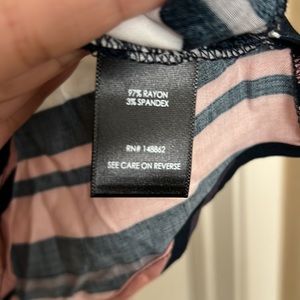 97% RAYON
3% SPANDEX
RN# 148862
SEE CARE ON REVERSE